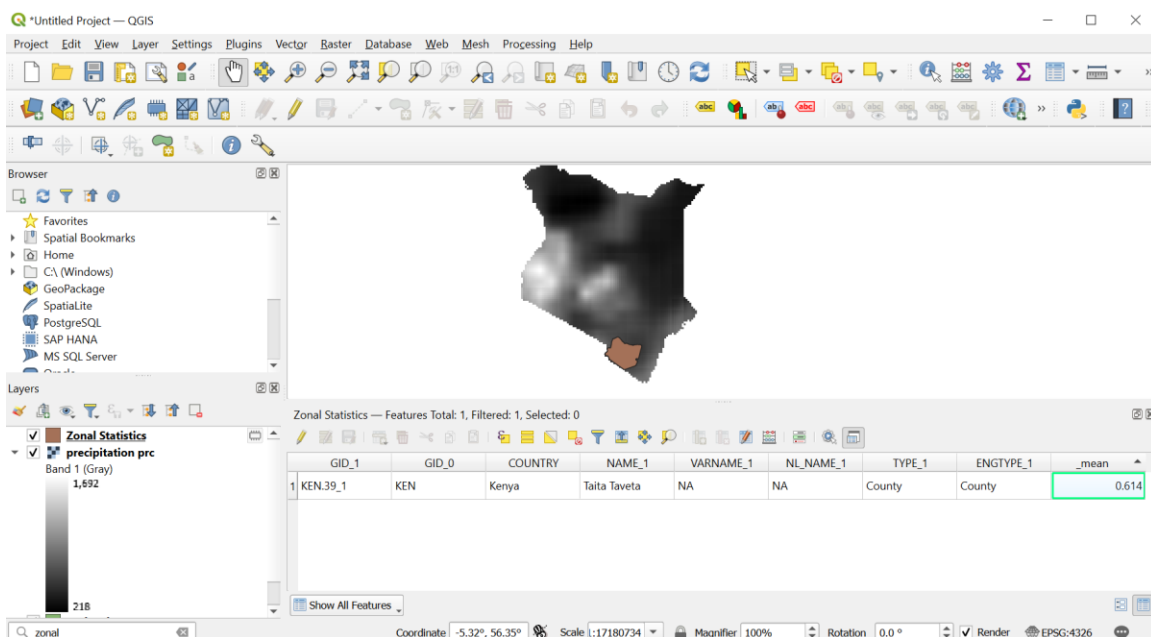 *Untitled Project — QGIS
Project Edit View Layer Settings Plugins Vector Raster Database Web Mesh Processing Help
Browser
Favorites
Spatial Bookmarks
Home
C:\ (Windows)
GeoPackage
SpatiaLite
PostgreSQL
SAP HANA
MS SQL Server
Layers
Zonal Statistics
precipitation prc
Band 1 (Gray)
1,692
218
Zonal Statistics — Features Total: 1, Filtered: 1, Selected: 0
GID_1 GID_0 COUNTRY NAME_1 VARNAME_1 NL_NAME_1 TYPE_1 ENGTYPE_1 _mean
1 KEN.39_1 KEN Kenya Taita Taveta NA NA County County 0.614
Show All Features
zonal
Coordinate -5.32°, 56.35° Scale 1:17180734 Magnifier 100% Rotation 0.0 ° Render EPSG:4326